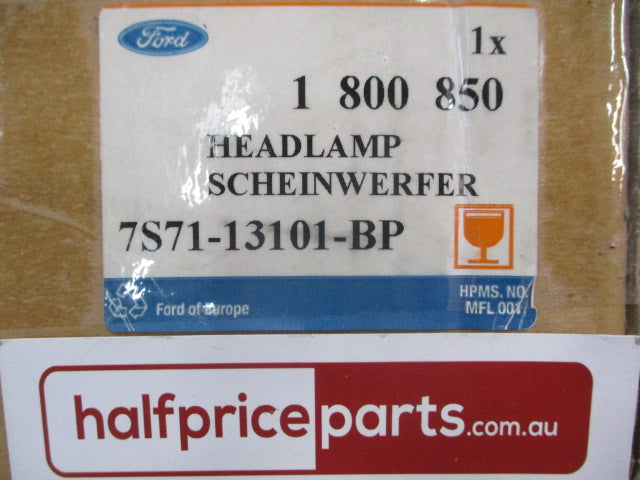 Ford
1x
1 800 850
HEADLAMP
SCHEINWERFER
7S71-13101-BP
Ford of Europe
HPMS. NO.
MFL 001
halfpriceparts.com.au